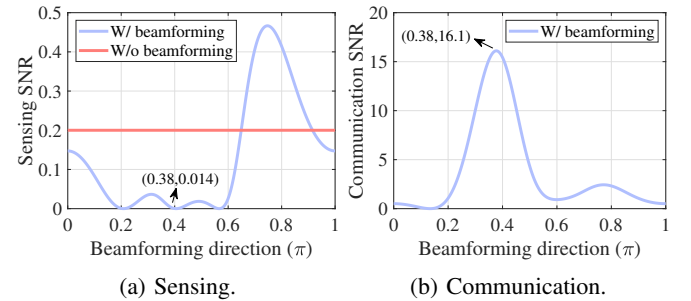 0.5
0.4
0.3
0.2
0.1
0
Sensing SNR
W/ beamforming
W/o beamforming
(0.38,0.014)
0 0.2 0.4 0.6 0.8 1
Beamforming direction (π)
(a) Sensing.
20
15
10
5
0
Communication SNR
W/ beamforming
(0.38,16.1)
0 0.2 0.4 0.6 0.8 1
Beamforming direction (π)
(b) Communication.